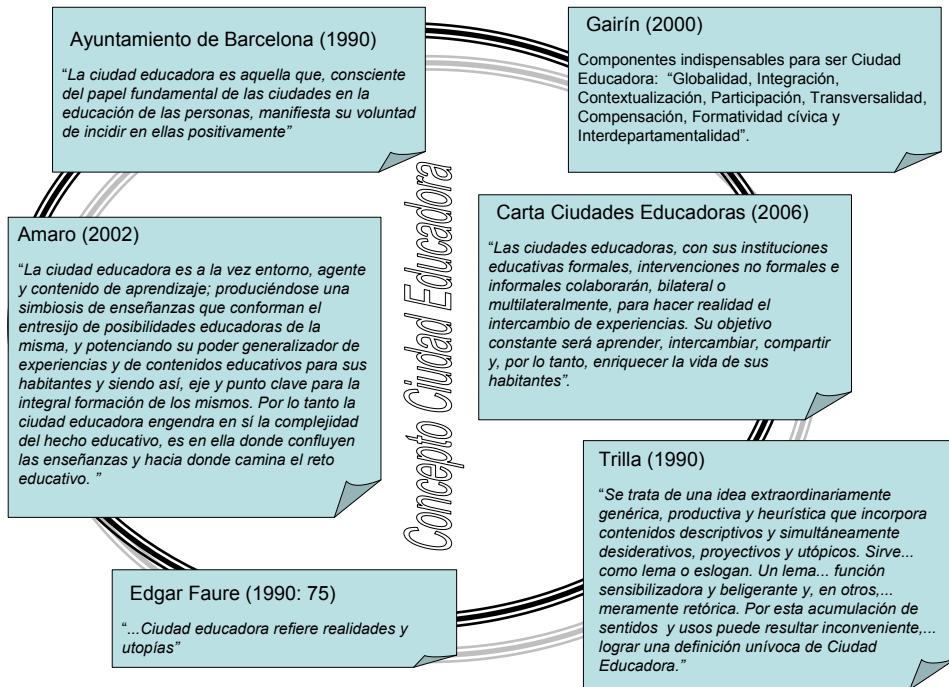 Ayuntamiento de Barcelona (1990)
“La ciudad educadora es aquella que, consciente
del papel fundamental de las ciudades en la
educación de las personas, manifiesta su voluntad
de incidir en ellas positivamente”
Gairín (2000)
Componentes indispensables para ser Ciudad
Educadora: “Globalidad, Integración,
Contextualización, Participación, Transversalidad,
Compensación, Formatividad cívica y
Interdepartamentalidad”.
Concepto Ciudad Educadora
Amaro (2002)
“La ciudad educadora es a la vez entorno, agente
y contenido de aprendizaje; produciéndose una
simbiosis de enseñanzas que conforman el
entresijo de posibilidades educadoras de la
misma, y potenciando su poder generalizador de
experiencias y de contenidos educativos para sus
habitantes y siendo así, eje y punto clave para la
integral formación de los mismos. Por lo tanto la
ciudad educadora engendra en sí la complejidad
del hecho educativo, es en ella donde confluyen
las enseñanzas y hacia donde camina el reto
educativo. ”
Carta Ciudades Educadoras (2006)
“Las ciudades educadoras, con sus instituciones
educativas formales, intervenciones no formales e
informales colaborarán, bilateral o
multilateralmente, para hacer realidad el
intercambio de experiencias. Su objetivo
constante será aprender, intercambiar, compartir
y, por lo tanto, enriquecer la vida de sus
habitantes”.
Edgar Faure (1990: 75)
“...Ciudad educadora refiere realidades y
utopías”
Trilla (1990)
“Se trata de una idea extraordinariamente
genérica, productiva y heurística que incorpora
contenidos descriptivos y simultáneamente
desiderativos, proyectivos y utópicos. Sirve...
como lema o eslogan. Un lema... función
sensibilizadora y beligerante y, en otros,...
meramente retórica. Por esta acumulación de
sentidos y usos puede resultar inconveniente,...
lograr una definición unívoca de Ciudad
Educadora.”